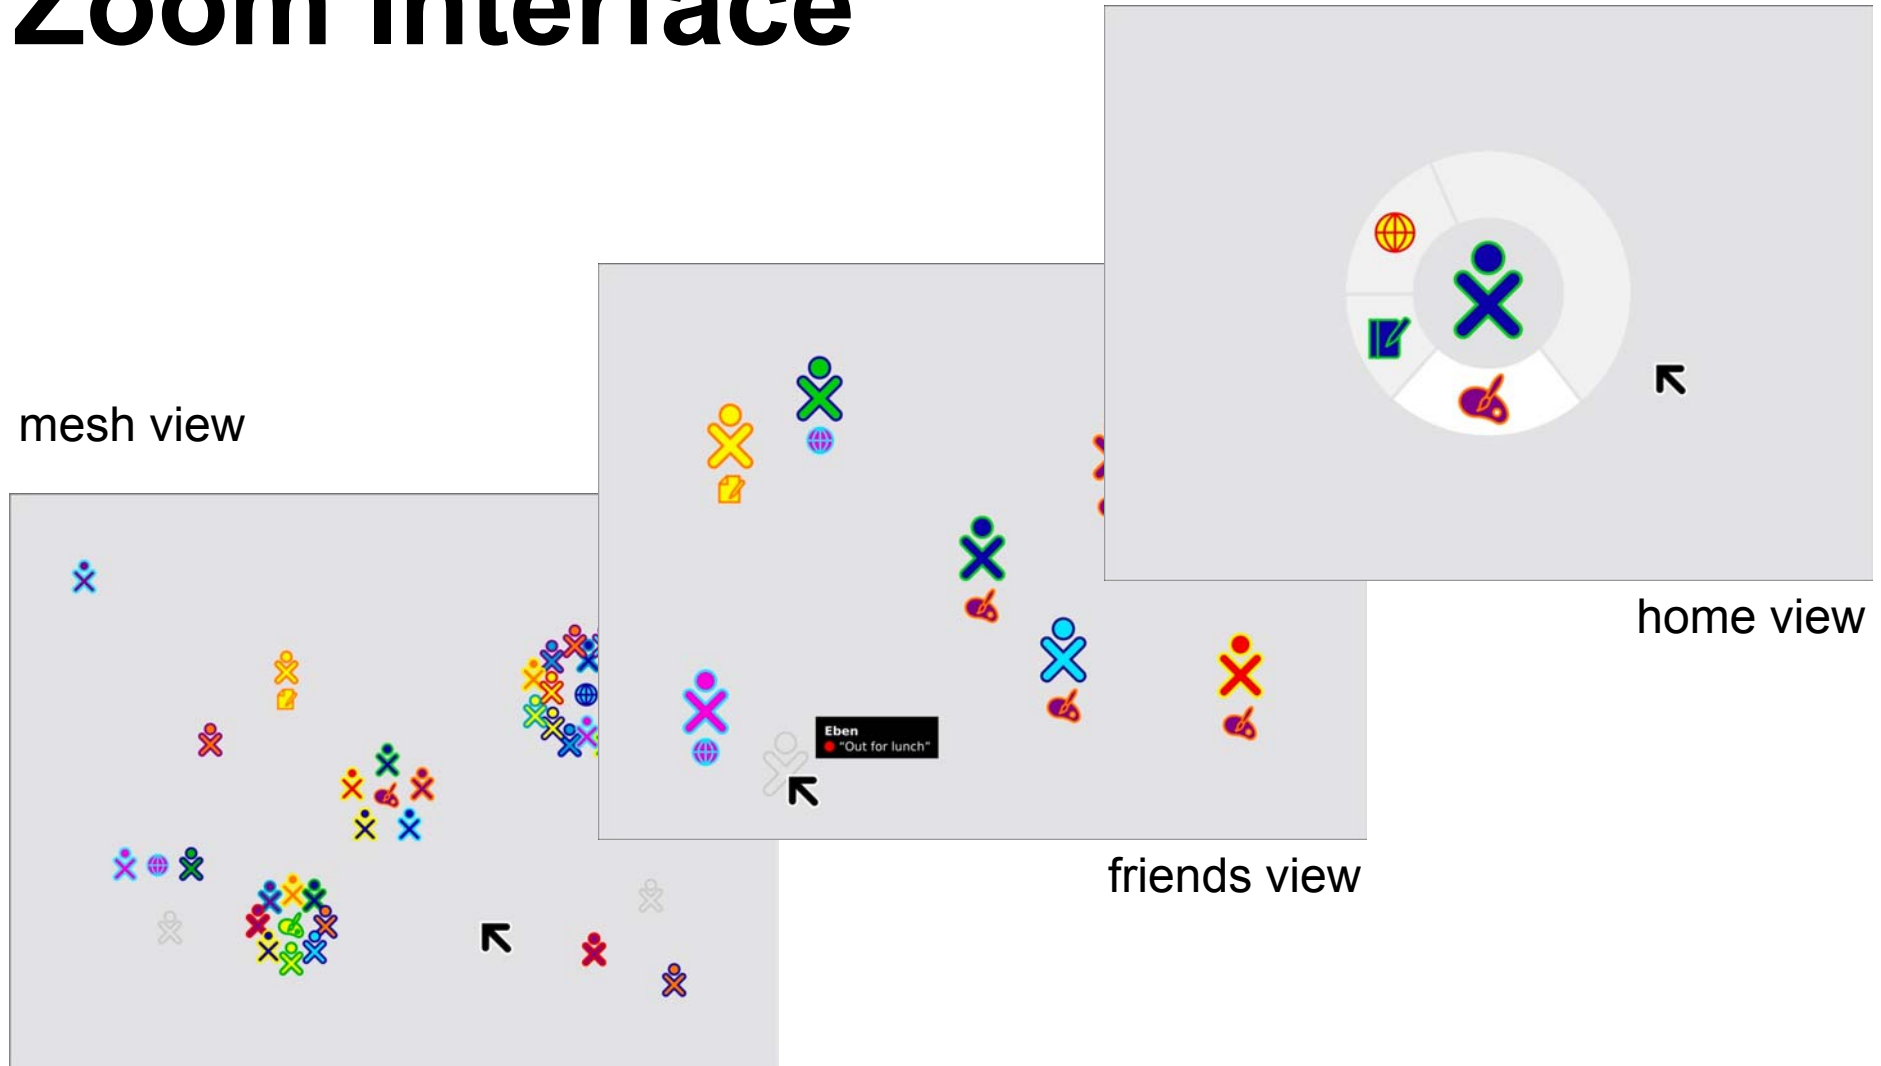 Zoom Interface
mesh view
Eben
"Out for lunch"
home view
friends view